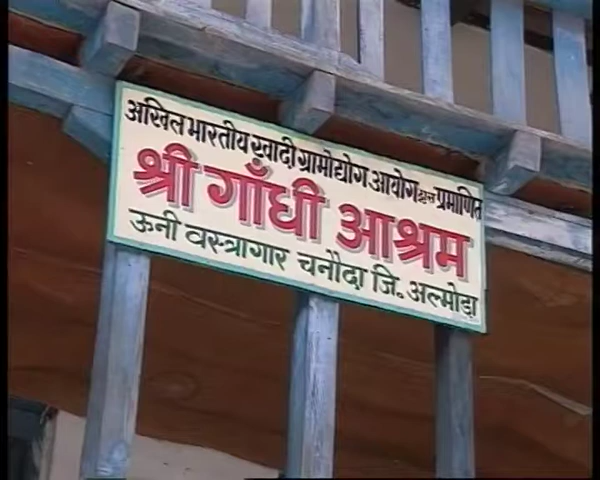 अखिल भारतीय खादी ग्रामोद्योग आयोग द्वारा प्रमाणित
श्री गाँधी आश्रम
ऊनी वस्त्रागार चनौदा जि. अल्मोड़ा